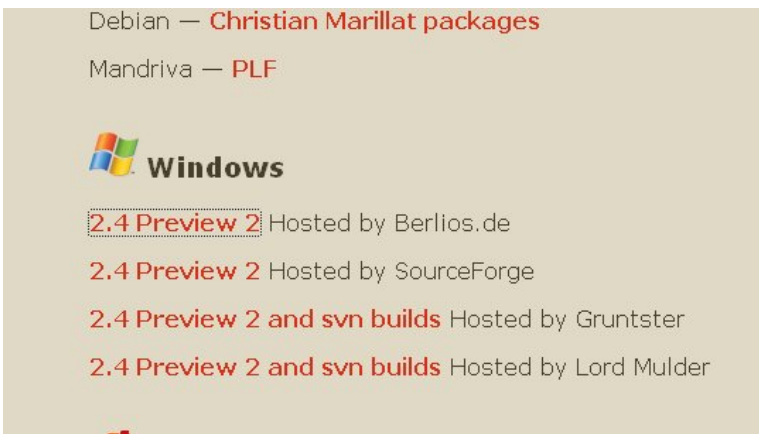 Debian — Christian Marillat packages
Mandriva — PLF
Windows
2.4 Preview 2 Hosted by Berlios.de
2.4 Preview 2 Hosted by SourceForge
2.4 Preview 2 and svn builds Hosted by Gruntster
2.4 Preview 2 and svn builds Hosted by Lord Mulder